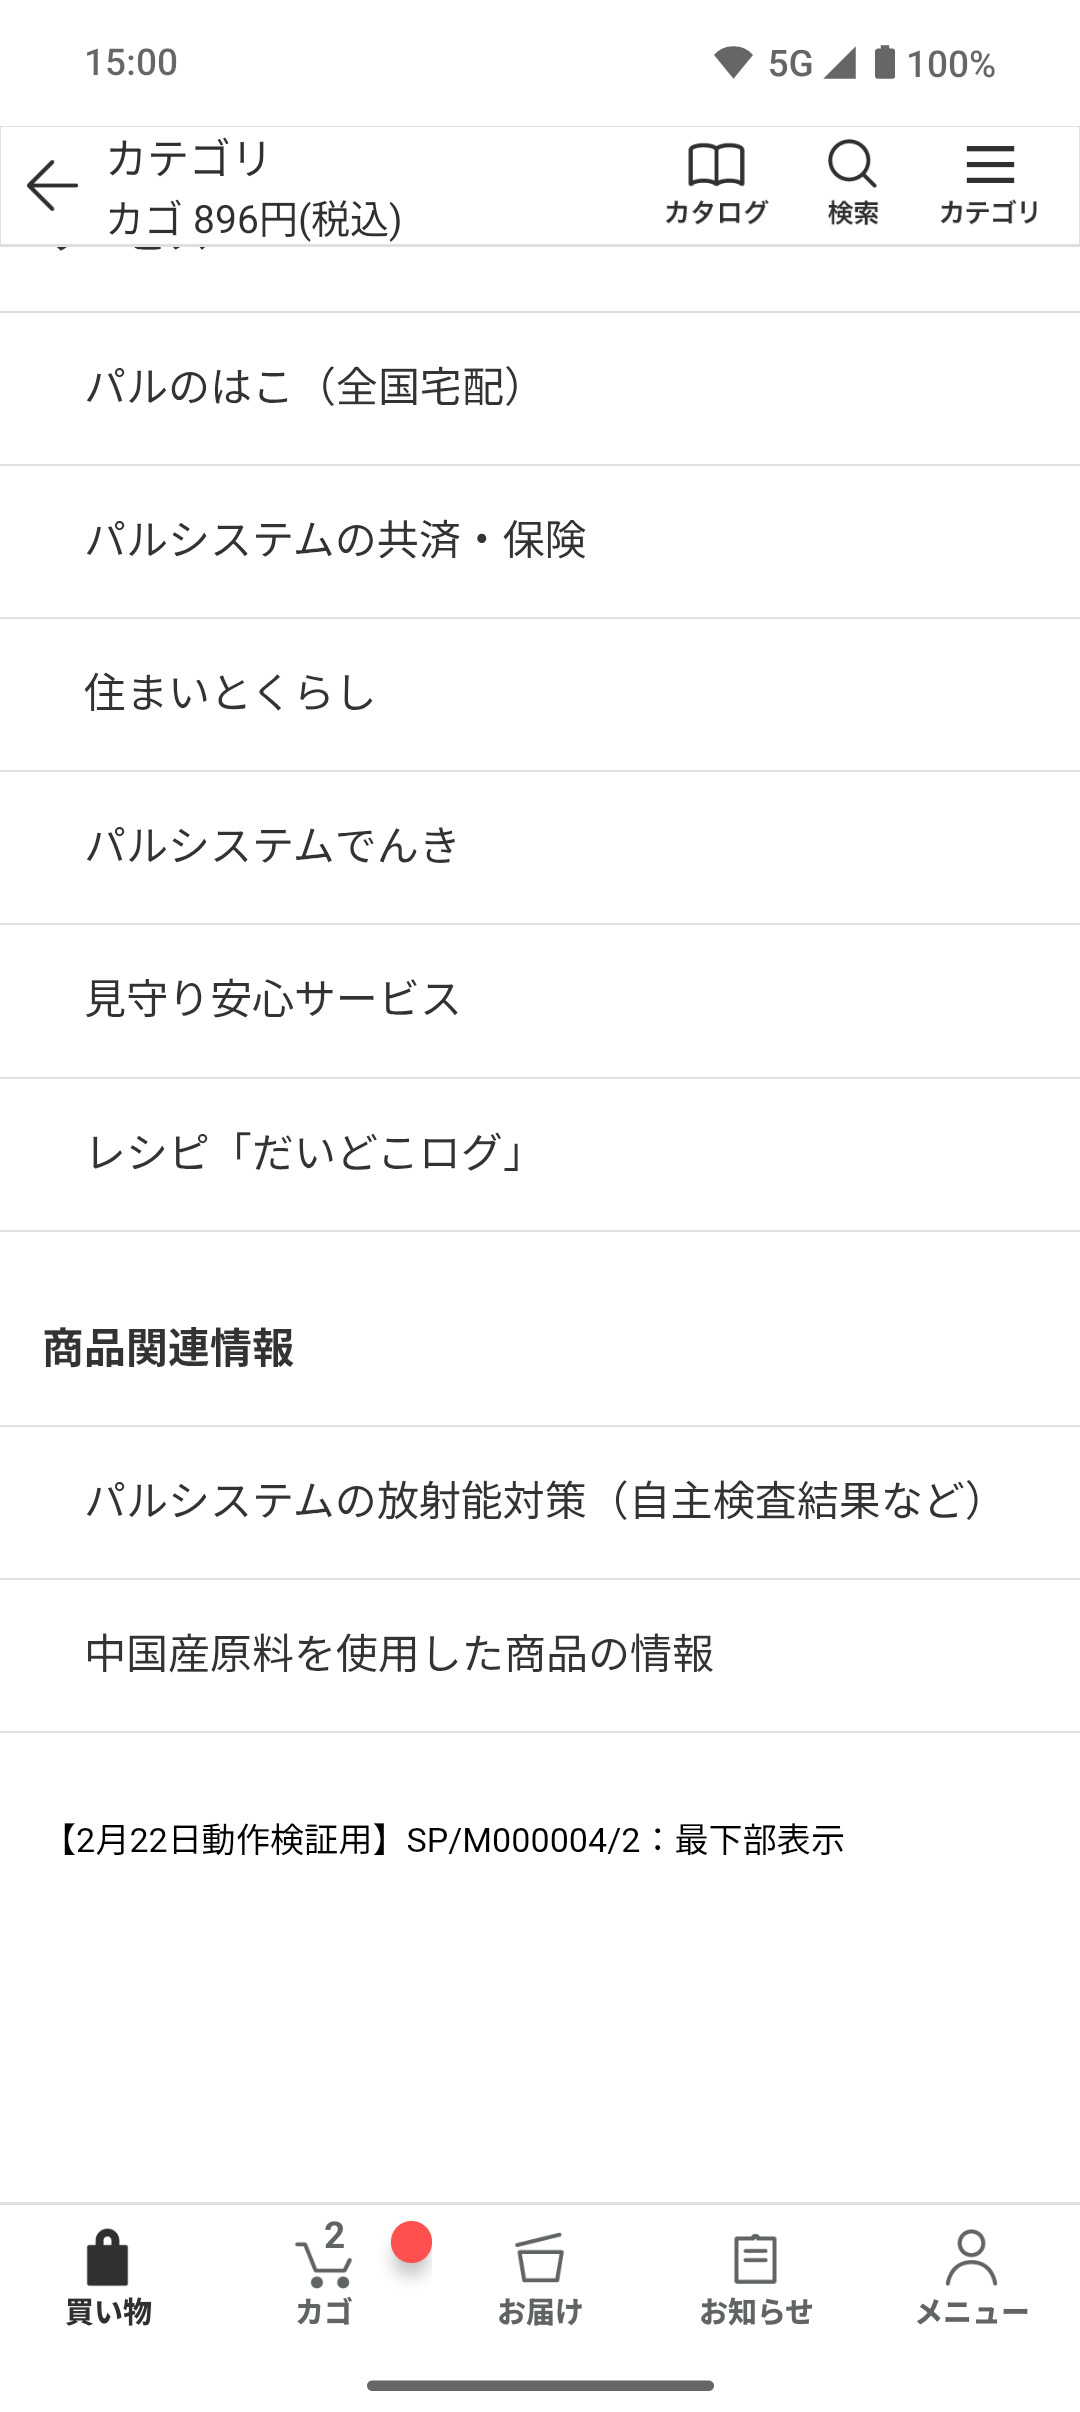 15:00
5G
100%
カテゴリ
カゴ 896円(税込)
カタログ
検索
カテゴリ
パルのはこ（全国宅配）
パルシステムの共済・保険
住まいとくらし
パルシステムでんき
見守り安心サービス
レシピ「だいどこログ」
商品関連情報
パルシステムの放射能対策（自主検査結果など）
中国産原料を使用した商品の情報
【2月22日動作検証用】SP/M000004/2：最下部表示
2
買い物
カゴ
お届け
お知らせ
メニュー